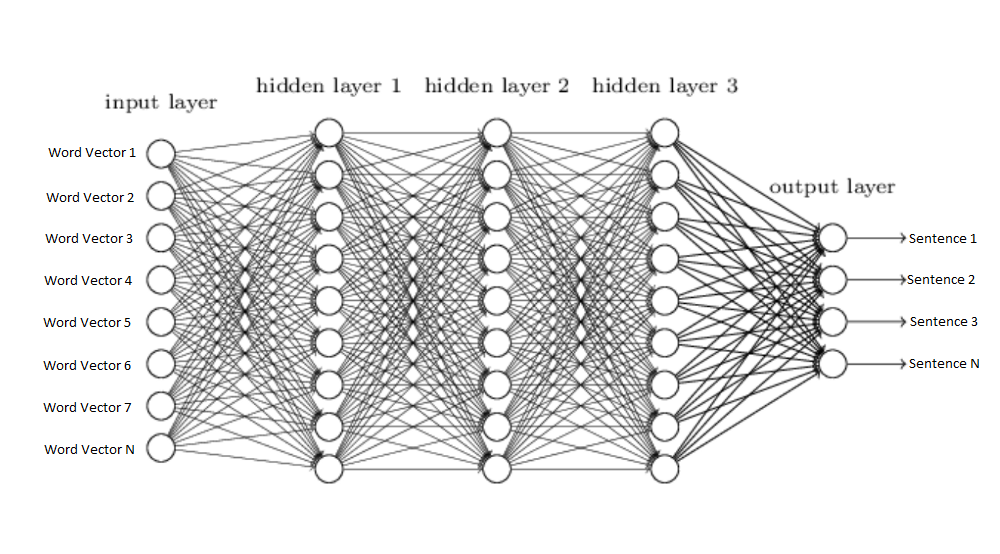 hidden layer 1
hidden layer 2
hidden layer 3
input layer
Word Vector 1
Word Vector 2
Word Vector 3
Word Vector 4
Word Vector 5
Word Vector 6
Word Vector 7
Word Vector N
output layer
Sentence 1
Sentence 2
Sentence 3
Sentence N